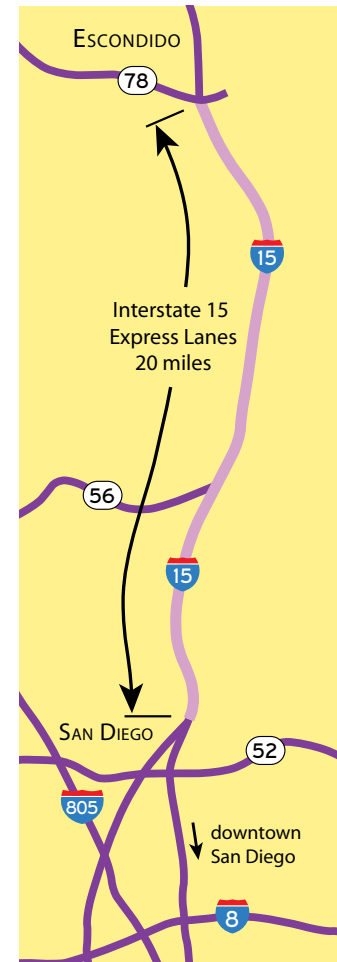 ESCONDIDO
78
15
Interstate 15
Express Lanes
20 miles
56
15
SAN DIEGO
52
805
downtown
San Diego
8